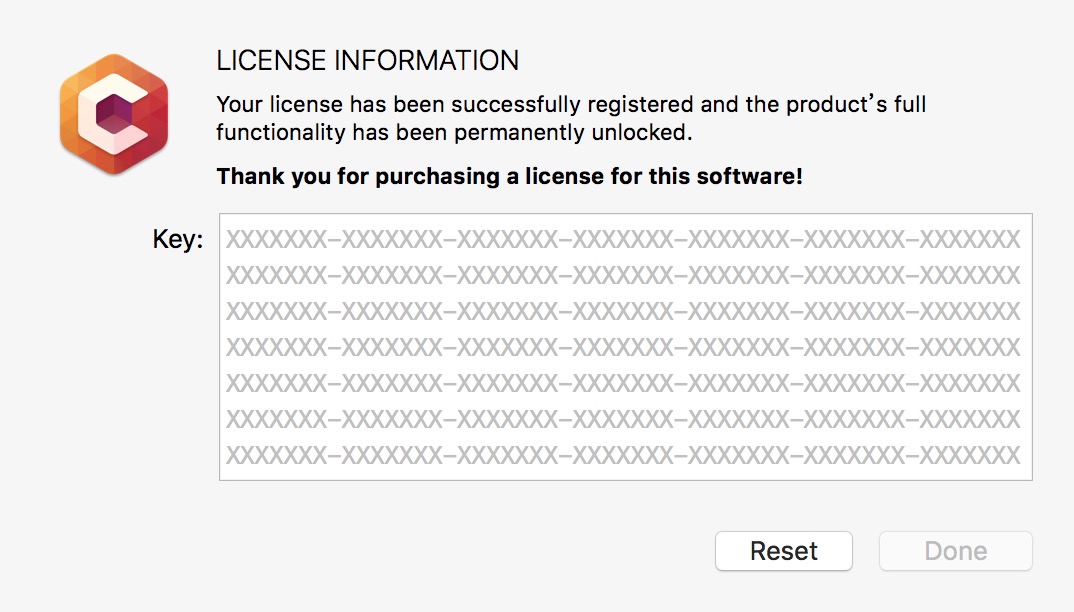 LICENSE INFORMATION
Your license has been successfully registered and the product’s full
functionality has been permanently unlocked.
Thank you for purchasing a license for this software!
Key:
XXXXXXX–XXXXXXX–XXXXXXX–XXXXXXX–XXXXXXX–XXXXXXX–XXXXXXX
XXXXXXX–XXXXXXX–XXXXXXX–XXXXXXX–XXXXXXX–XXXXXXX–XXXXXXX
XXXXXXX–XXXXXXX–XXXXXXX–XXXXXXX–XXXXXXX–XXXXXXX–XXXXXXX
XXXXXXX–XXXXXXX–XXXXXXX–XXXXXXX–XXXXXXX–XXXXXXX–XXXXXXX
XXXXXXX–XXXXXXX–XXXXXXX–XXXXXXX–XXXXXXX–XXXXXXX–XXXXXXX
XXXXXXX–XXXXXXX–XXXXXXX–XXXXXXX–XXXXXXX–XXXXXXX–XXXXXXX
XXXXXXX–XXXXXXX–XXXXXXX–XXXXXXX–XXXXXXX–XXXXXXX–XXXXXXX
Reset
Done